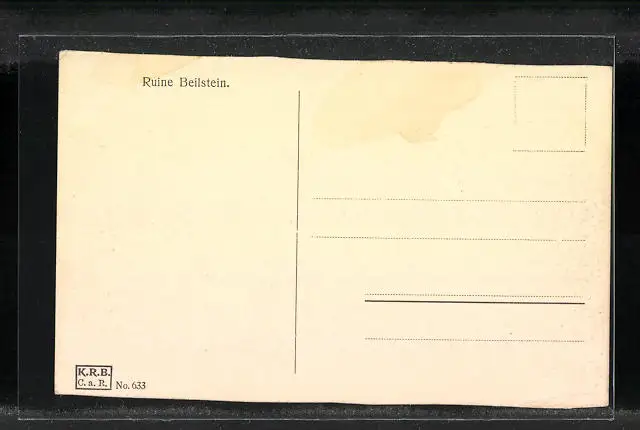 Ruine Beilstein.
K.R.B.
C. a. R. No. 633